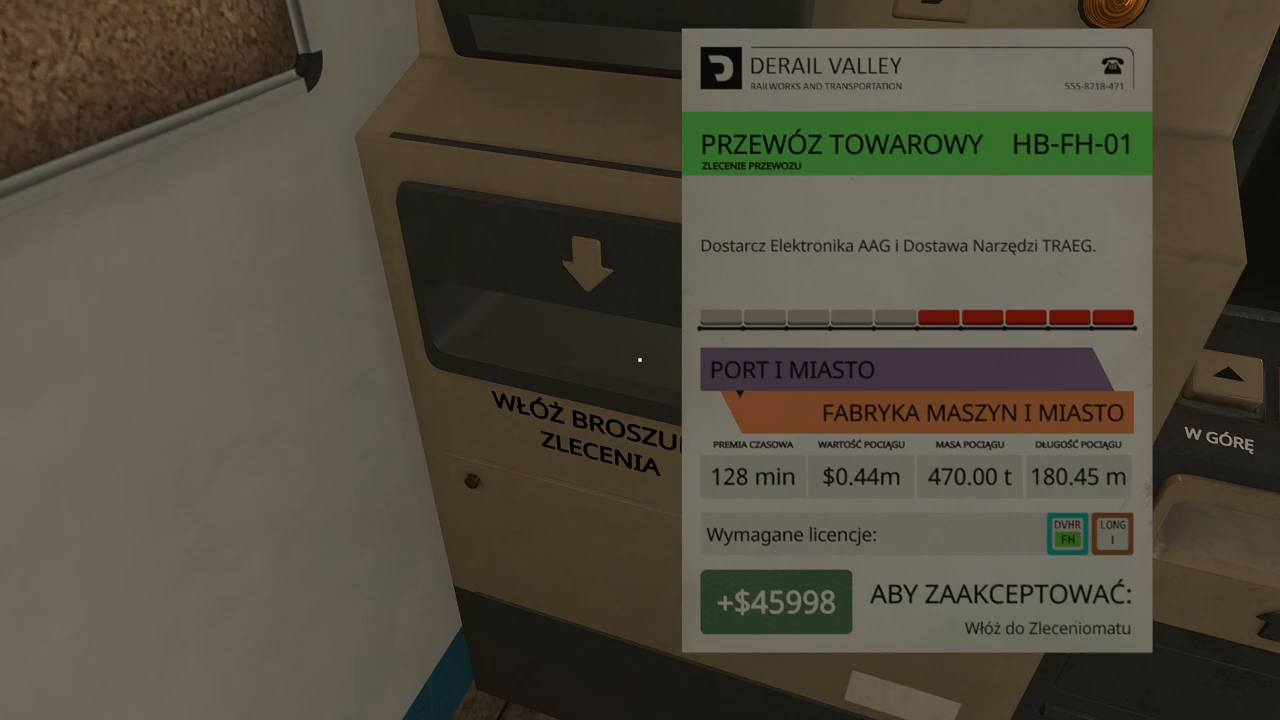 DERAIL VALLEY
RAILWORKS AND TRANSPORTATION
555-8718-471
PRZEWÓZ TOWAROWY HB-FH-01
ZLECENIE PRZEWOZU
Dostarcz Elektronika AAG i Dostawa Narzędzi TRAEG.
PORT I MIASTO
FABRYKA MASZYN I MIASTO
PREMIA CZASOWA WARTOŚĆ POCIĄGU MASA POCIĄGU DŁUGOŚĆ POCIĄGU
128 min $0.44m 470.00 t 180.45 m
Wymagane licencje:
DVHR
FH
LONG
I
+$45998
ABY ZAAKCEPTOWAĆ:
Włóż do Zleceniomatu
WŁÓŻ BROSZU
ZLECENIA
W GÓRĘ